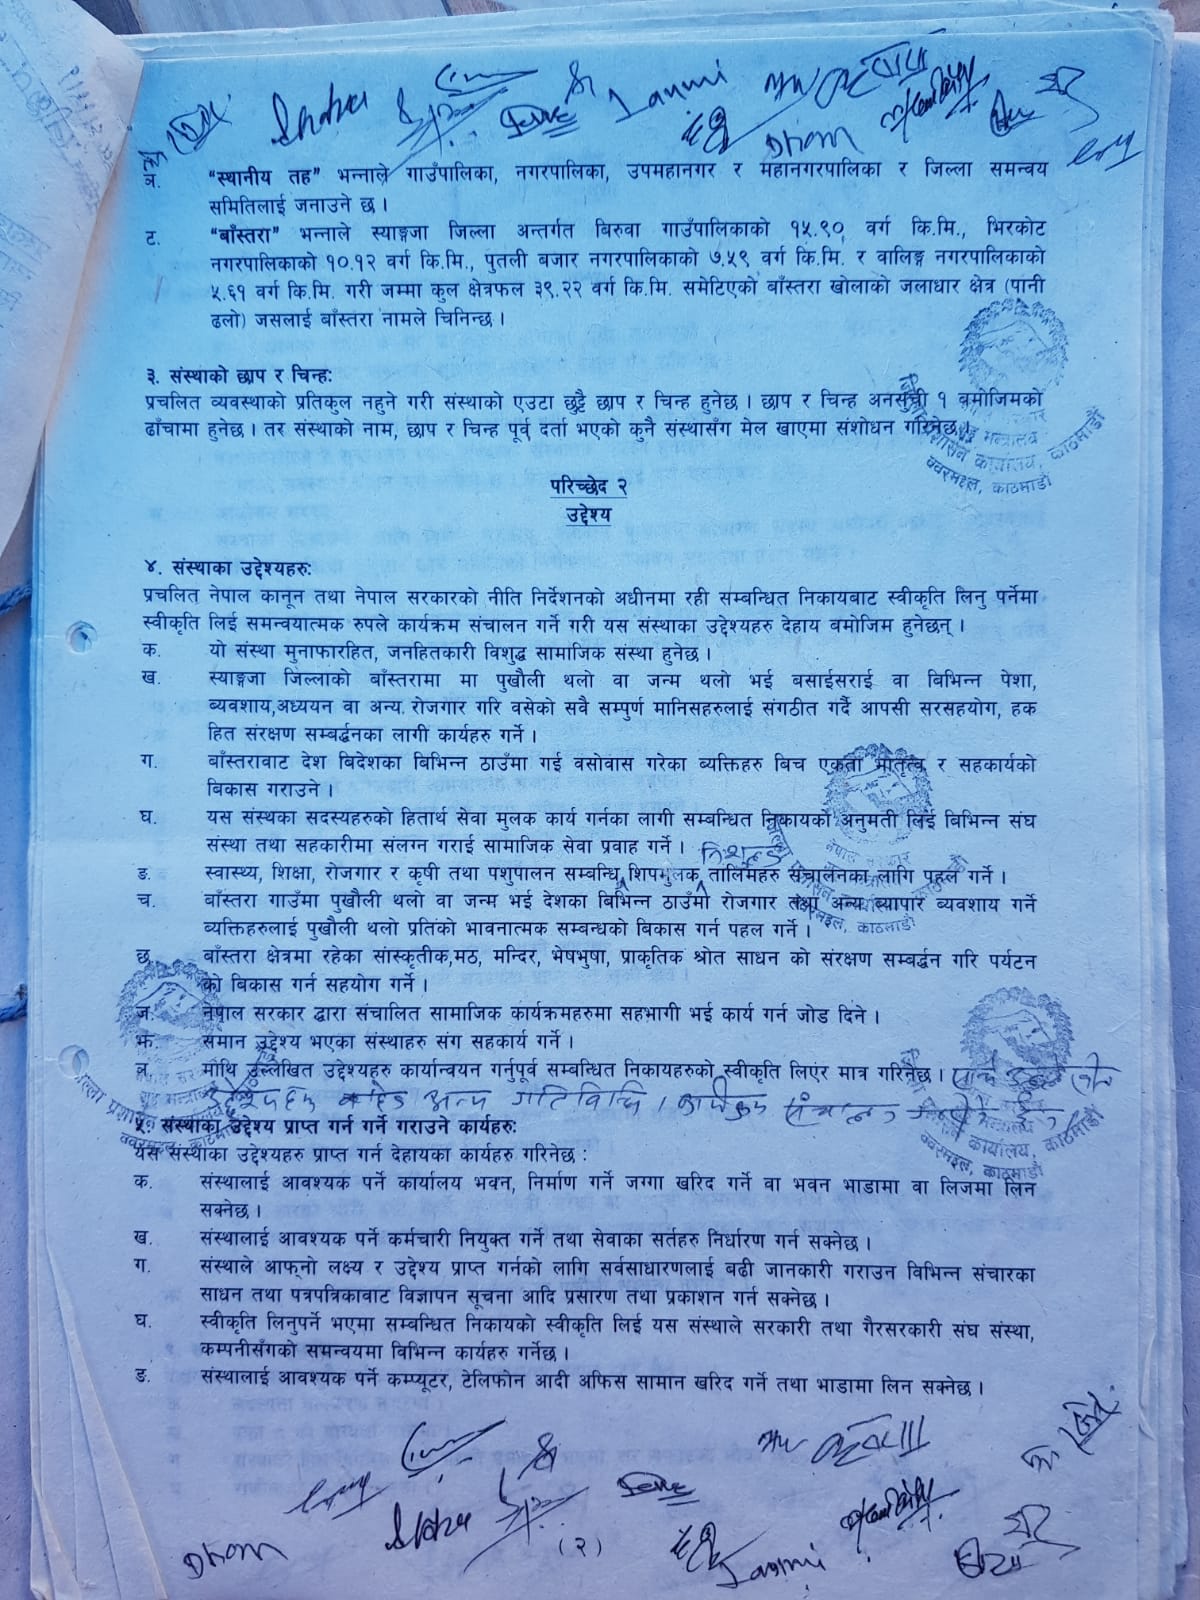 ञ. “स्थानीय तह” भन्नाले गाउँपालिका, नगरपालिका, उपमहानगर र महानगरपालिका र जिल्ला समन्वय
समितिलाई जनाउने छ ।
ट. “बाँस्तरा” भन्नाले स्याङ्गजा जिल्ला अन्तर्गत बिरुवा गाउँपालिकाको १५.९० वर्ग कि.मि., भिरकोट
नगरपालिकाको १०.१२ वर्ग कि.मि., पुतली बजार नगरपालिकाको ७.५९ वर्ग कि.मि. र वालिङ्ग नगरपालिकाको
५.६१ वर्ग कि.मि. गरी जम्मा कुल क्षेत्रफल ३९.२२ वर्ग कि.मि. समेटिएको बाँस्तरा खोलाको जलाधार क्षेत्र (पानी
ढलो) जसलाई बाँस्तरा नामले चिनिन्छ ।
३. संस्थाको छाप र चिन्ह:
प्रचलित व्यवस्थाको प्रतिकुल नहुने गरी संस्थाको एउटा छुट्टै छाप र चिन्ह हुनेछ । छाप र चिन्ह अनसुची १ बमोजिमको
ढाँचामा हुनेछ । तर संस्थाको नाम, छाप र चिन्ह पूर्व दर्ता भएको कुनै संस्थासँग मेल खाएमा संशोधन गरिनेछ ।
परिच्छेद २
उद्देश्य
४. संस्थाका उद्देश्यहरु:
प्रचलित नेपाल कानून तथा नेपाल सरकारको नीति निर्देशनको अधीनमा रही सम्बन्धित निकायबाट स्वीकृति लिनु पर्नेमा
स्वीकृति लिई समन्वयात्मक रुपले कार्यक्रम संचालन गर्ने गरी यस संस्थाका उद्देश्यहरु देहाय बमोजिम हुनेछन् ।
क. यो संस्था मुनाफारहित, जनहितकारी विशुद्ध सामाजिक संस्था हुनेछ ।
ख. स्याङ्गजा जिल्लाको बाँस्तरामा मा पुर्खौली थलो वा जन्म थलो भई बसाईसराई वा बिभिन्न पेशा,
ब्यवशाय,अध्ययन वा अन्य रोजगार गरि वसेको सवै सम्पुर्ण मानिसहरुलाई संगठीत गर्दै आपसी सरसहयोग, हक
हित संरक्षण सम्बर्द्धनका लागी कार्यहरु गर्ने ।
ग. बाँस्तरावाट देश बिदेशका बिभिन्न ठाउँमा गई वसोवास गरेका ब्यक्तिहरु बिच एकता भातृत्व र सहकार्यको
बिकास गराउने ।
घ. यस संस्थका सदस्यहरुको हितार्थ सेवा मुलक कार्य गर्नका लागी सम्बन्धित निकायको अनुमती लिई बिभिन्न संघ
संस्था तथा सहकारीमा संलग्न गराई सामाजिक सेवा प्रवाह गर्ने ।
निशुल्क
ङ. स्वास्थ्य, शिक्षा, रोजगार र कृषी तथा पशुपालन सम्बन्धि शिपमुलक तालिमहरु संचालनका लागि पहल गर्ने ।
च. बाँस्तरा गाउँमा पुर्खौली थलो वा जन्म भई देशका बिभिन्न ठाउँमा रोजगार तथा अन्य ब्यापार ब्यवशाय गर्ने
ब्यक्तिहरुलाई पुर्खौली थलो प्रतिको भावनात्मक सम्बन्धको बिकास गर्न पहल गर्ने ।
छ. बाँस्तरा क्षेत्रमा रहेका सांस्कृतीक,मठ, मन्दिर, भेषभुषा, प्राकृतिक श्रोत साधन को संरक्षण सम्बर्द्धन गरि पर्यटन
को बिकास गर्न सहयोग गर्ने ।
ज. नेपाल सरकार द्वारा संचालित सामाजिक कार्यक्रमहरुमा सहभागी भई कार्य गर्न जोड दिने ।
झ. समान उद्देश्य भएका संस्थाहरु संग सहकार्य गर्ने ।
ञ. माथि उल्लेखित उद्देश्यहरु कार्यान्वयन गर्नुपूर्व सम्बन्धित निकायहरुको स्वीकृति लिएर मात्र गरिनेछ ।
उद्देश्य बाहेक अन्य गतिविधि । कार्यक्रम संचालन
५. संस्थाका उद्देश्य प्राप्त गर्न गर्ने गराउने कार्यहरु:
यस संस्थाका उद्देश्यहरु प्राप्त गर्न देहायका कार्यहरु गरिनेछ :
क. संस्थालाई आवश्यक पर्ने कार्यालय भवन, निर्माण गर्ने जग्गा खरिद गर्ने वा भवन भाडामा वा लिजमा लिन
सक्नेछ ।
ख. संस्थालाई आवश्यक पर्ने कर्मचारी नियुक्त गर्ने तथा सेवाका सर्तहरु निर्धारण गर्न सक्नेछ ।
ग. संस्थाले आफ्नो लक्ष्य र उद्देश्य प्राप्त गर्नको लागि सर्वसाधारणलाई बढी जानकारी गराउन विभिन्न संचारका
साधन तथा पत्रपत्रिकाबाट विज्ञापन सूचना आदि प्रसारण तथा प्रकाशन गर्न सक्नेछ ।
घ. स्वीकृति लिनुपर्ने भएमा सम्बन्धित निकायको स्वीकृति लिई यस संस्थाले सरकारी तथा गैरसरकारी संघ संस्था,
कम्पनीसँगको समन्वयमा विभिन्न कार्यहरु गर्नेछ ।
ङ. संस्थालाई आवश्यक पर्ने कम्प्यूटर, टेलिफोन आदी अफिस सामान खरिद गर्ने तथा भाडामा लिन सक्नेछ ।
(२)